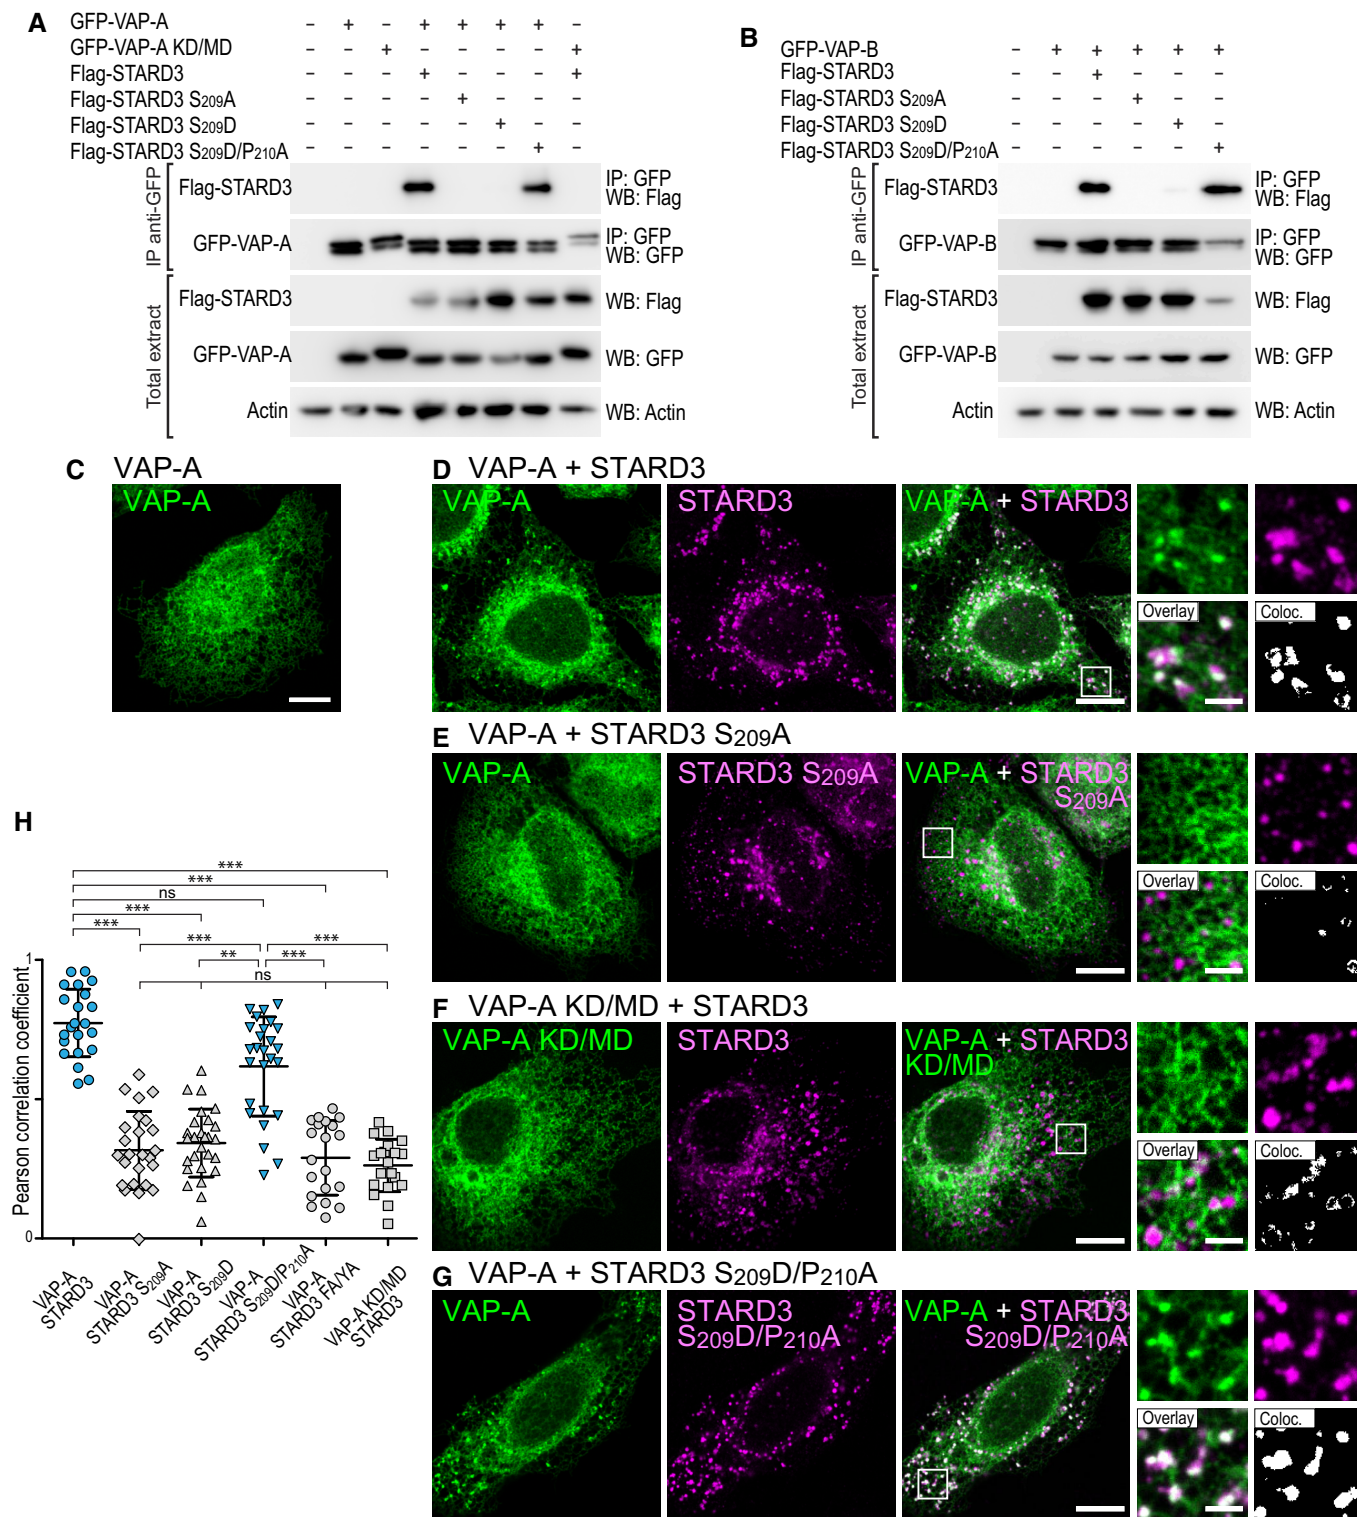 A
GFP-VAP-A – + – + + + + –
GFP-VAP-A KD/MD – – + – – – – +
Flag-STARD3 – – – + – – – +
Flag-STARD3 S209A – – – – + – – –
Flag-STARD3 S209D – – – – – + – –
Flag-STARD3 S209D/P210A – – – – – – + –
IP anti-GFP
Flag-STARD3
IP: GFP
WB: Flag
GFP-VAP-A
IP: GFP
WB: GFP
Total extract
Flag-STARD3
WB: Flag
GFP-VAP-A
WB: GFP
Actin
WB: Actin
B
GFP-VAP-B – + + + + +
Flag-STARD3 – – + – – –
Flag-STARD3 S209A – – – + – –
Flag-STARD3 S209D – – – – + –
Flag-STARD3 S209D/P210A – – – – – +
IP anti-GFP
Flag-STARD3
IP: GFP
WB: Flag
GFP-VAP-B
IP: GFP
WB: GFP
Total extract
Flag-STARD3
WB: Flag
GFP-VAP-B
WB: GFP
Actin
WB: Actin
C VAP-A
VAP-A
D VAP-A + STARD3
VAP-A
STARD3
VAP-A + STARD3
Overlay
Coloc.
E VAP-A + STARD3 S209A
VAP-A
STARD3 S209A
VAP-A + STARD3
S209A
Overlay
Coloc.
F VAP-A KD/MD + STARD3
VAP-A KD/MD
STARD3
VAP-A + STARD3
KD/MD
Overlay
Coloc.
G VAP-A + STARD3 S209D/P210A
VAP-A
STARD3
S209D/P210A
VAP-A + STARD3
S209D/P210A
Overlay
Coloc.
H
***
***
ns
***
***
*** ***
** ***
ns
Pearson correlation coefficient
1
0
VAP-A
STARD3
VAP-A
STARD3 S209A
VAP-A
STARD3 S209D
VAP-A
STARD3 S209D/P210A
VAP-A
STARD3 FA/YA
VAP-A KD/MD
STARD3